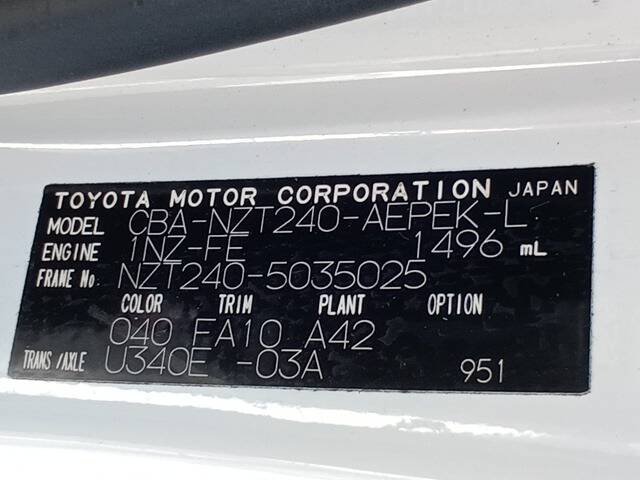 TOYOTA MOTOR CORPORATION JAPAN
MODEL CBA-NZT240-AEPEK-L
ENGINE 1NZ-FE 1496 mL
FRAME No. NZT240-5035025
COLOR TRIM PLANT OPTION
040 FA10 A42
TRANS/AXLE U340E -03A
951